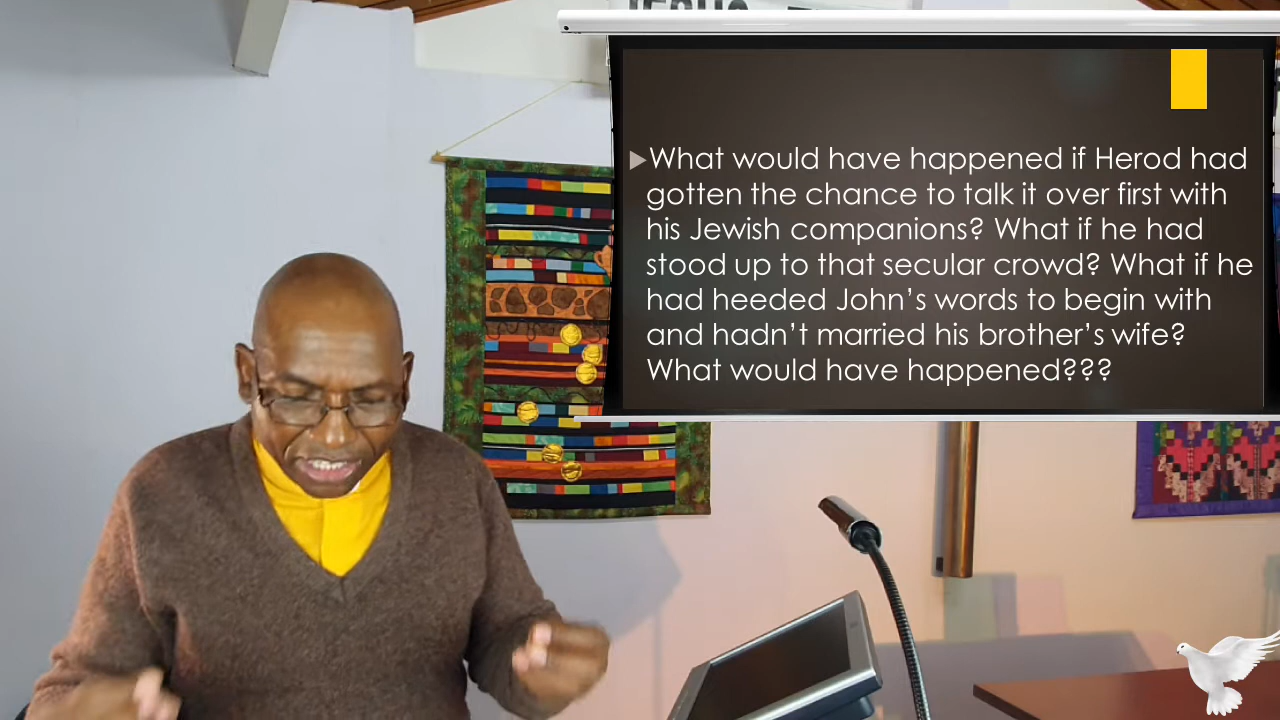 JESUS
What would have happened if Herod had
gotten the chance to talk it over first with
his Jewish companions? What if he had
stood up to that secular crowd? What if he
had heeded John’s words to begin with
and hadn’t married his brother’s wife?
What would have happened???